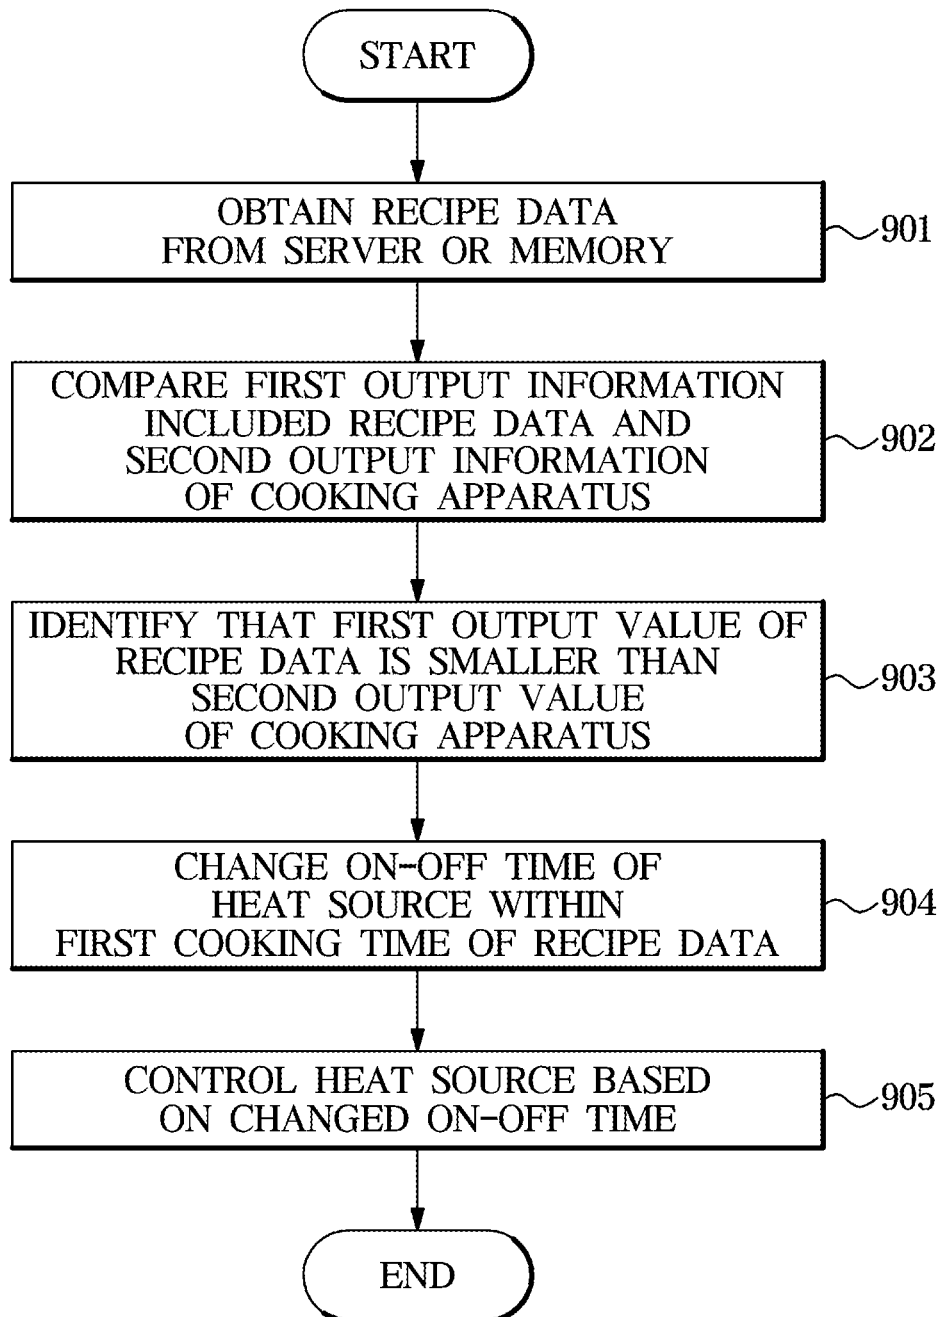 START
OBTAIN RECIPE DATA
FROM SERVER OR MEMORY
901
COMPARE FIRST OUTPUT INFORMATION
INCLUDED RECIPE DATA AND
SECOND OUTPUT INFORMATION
OF COOKING APPARATUS
902
IDENTIFY THAT FIRST OUTPUT VALUE OF
RECIPE DATA IS SMALLER THAN
SECOND OUTPUT VALUE
OF COOKING APPARATUS
903
CHANGE ON-OFF TIME OF
HEAT SOURCE WITHIN
FIRST COOKING TIME OF RECIPE DATA
904
CONTROL HEAT SOURCE BASED
ON CHANGED ON-OFF TIME
905
END